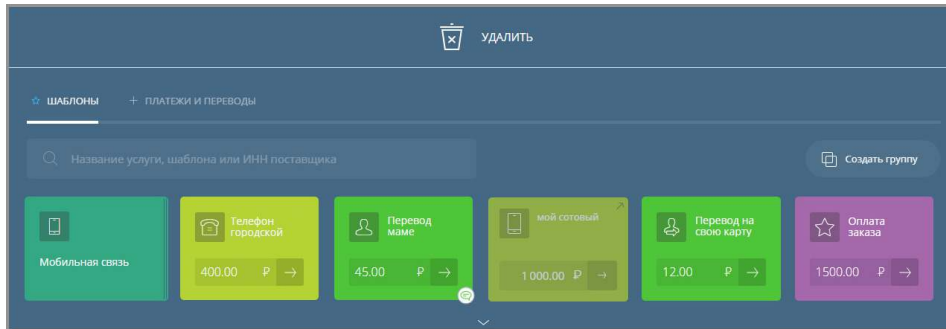 УДАЛИТЬ
ШАБЛОНЫ
ПЛАТЕЖИ И ПЕРЕВОДЫ
Название услуги, шаблона или ИНН поставщика
Создать группу
Мобильная связь
Телефон
городской
400.00 ₽
Перевод
маме
45.00 ₽
мой сотовый
1 000.00 ₽
Перевод на
свою карту
12.00 ₽
Оплата
заказа
1500.00 ₽